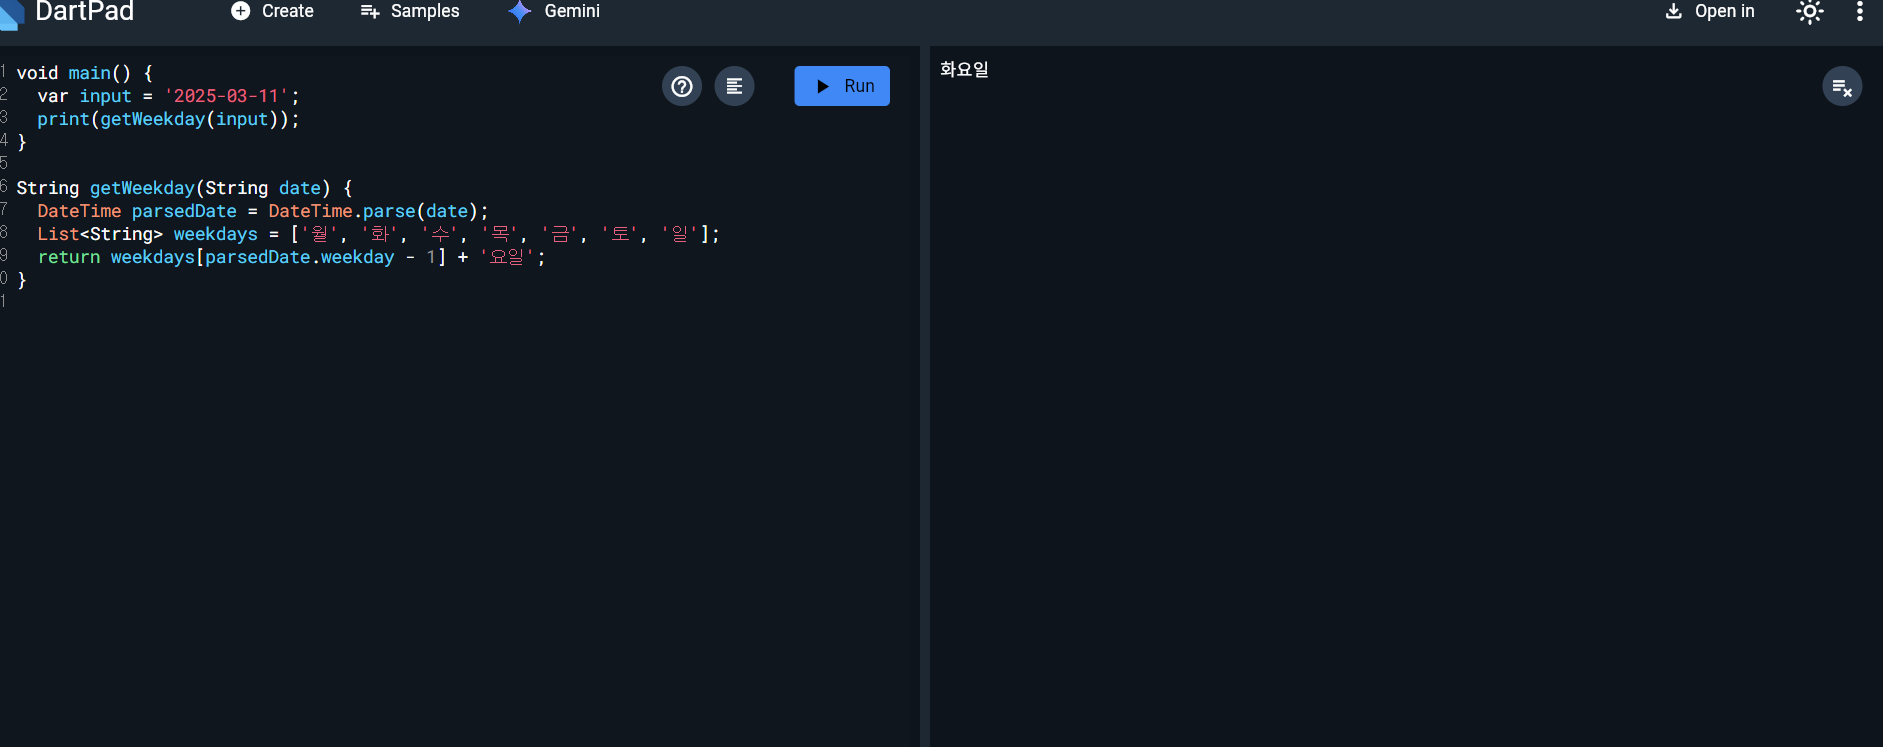 DartPad Create Samples Gemini Open in
1 void main() {
2 var input = '2025-03-11';
3 print(getWeekday(input));
4 }
5
6 String getWeekday(String date) {
7 DateTime parsedDate = DateTime.parse(date);
8 List<String> weekdays = ['월', '화', '수', '목', '금', '토', '일'];
9 return weekdays[parsedDate.weekday - 1] + '요일';
0 }
1
Run
화요일